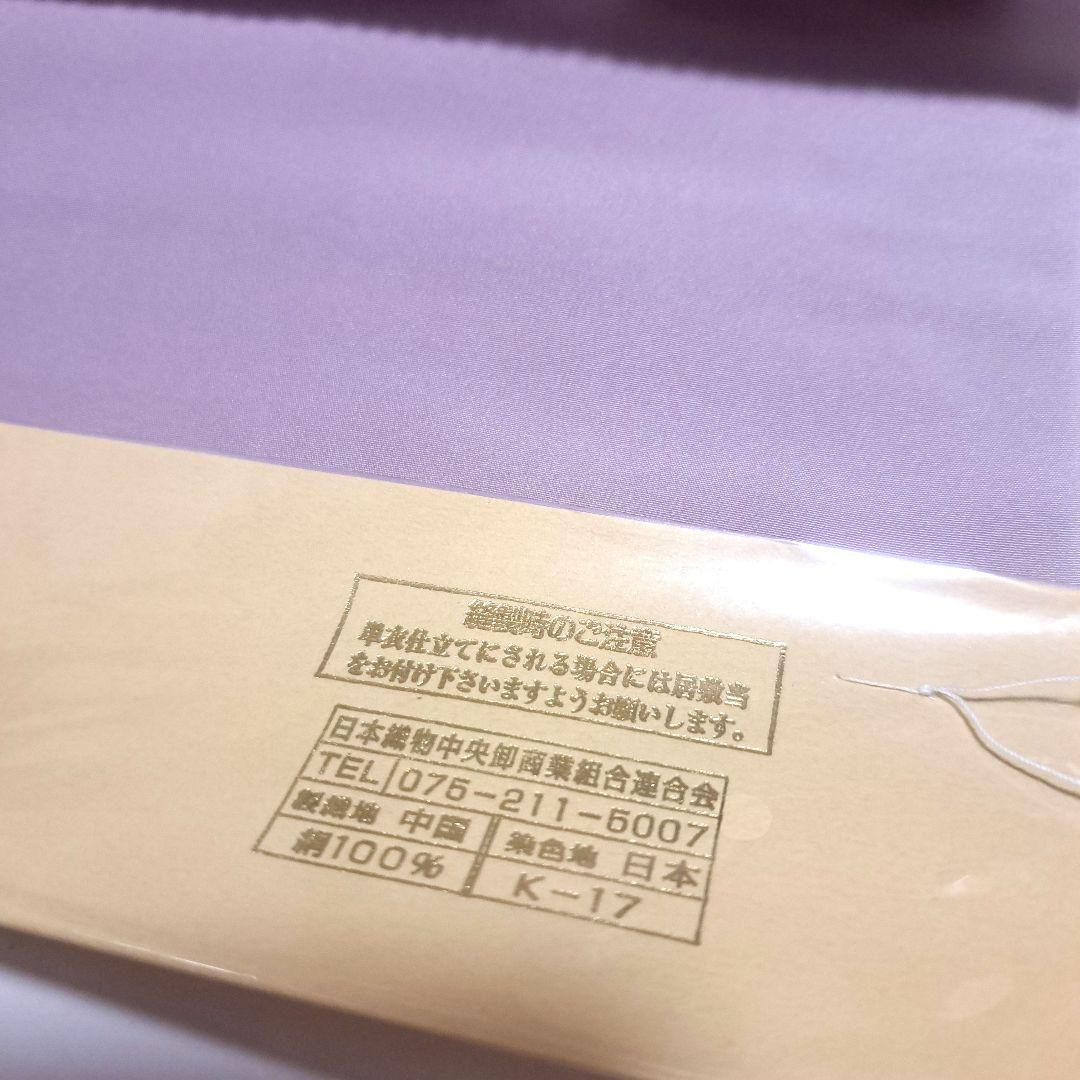 縫製時のご注意
単衣仕立てにされる場合には居敷当
をお付け下さいますようお願いします。
日本織物中央卸商業組合連合会
TEL 075-211-5007
製織地 中国 染色地 日本
絹100% K-17